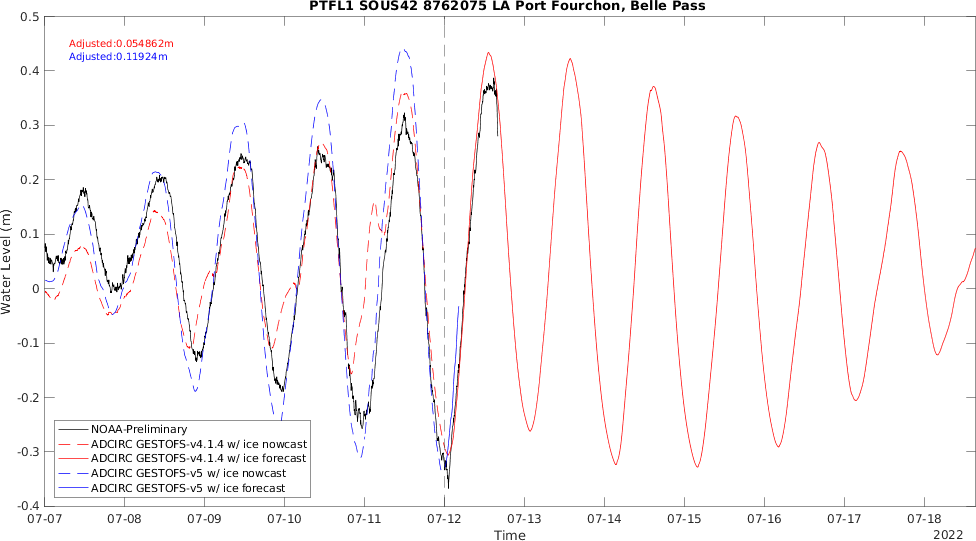 PTFL1 SOUS42 8762075 LA Port Fourchon, Belle Pass
Adjusted:0.054862m
Adjusted:0.11924m
0.5
0.4
0.3
0.2
0.1
0
-0.1
-0.2
-0.3
-0.4
Water Level (m)
NOAA-Preliminary
ADCIRC GESTOFS-v4.1.4 w/ ice nowcast
ADCIRC GESTOFS-v4.1.4 w/ ice forecast
ADCIRC GESTOFS-v5 w/ ice nowcast
ADCIRC GESTOFS-v5 w/ ice forecast
07-07 07-08 07-09 07-10 07-11 07-12 07-13 07-14 07-15 07-16 07-17 07-18
Time
2022